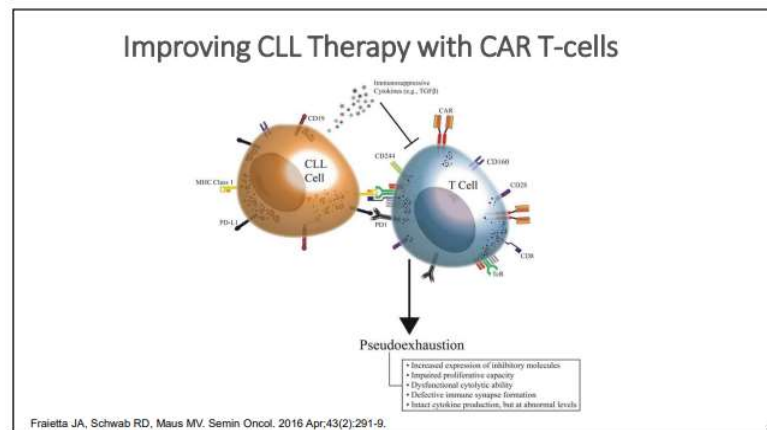 Improving CLL Therapy with CAR T-cells
Immunosuppressive
Cytokines (e.g., TGFβ)
CD19
CAR
CLL
Cell
CD244
CD160
MHC Class 1
T Cell
CD28
PD-L1
PD1
CD8
TcR
Pseudoexhaustion
• Increased expression of inhibitory molecules
• Impaired proliferative capacity
• Dysfunctional cytolytic ability
• Defective immune synapse formation
• Intact cytokine production, but at abnormal levels
Fraietta JA, Schwab RD, Maus MV. Semin Oncol. 2016 Apr;43(2):291-9.